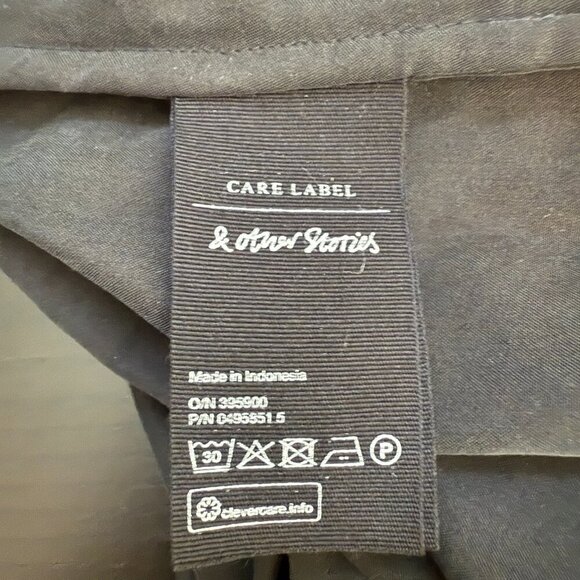 CARE LABEL
& other Stories
Made in Indonesia
O/N 395900
P/N 0495851.5
30 P
clevercare.info